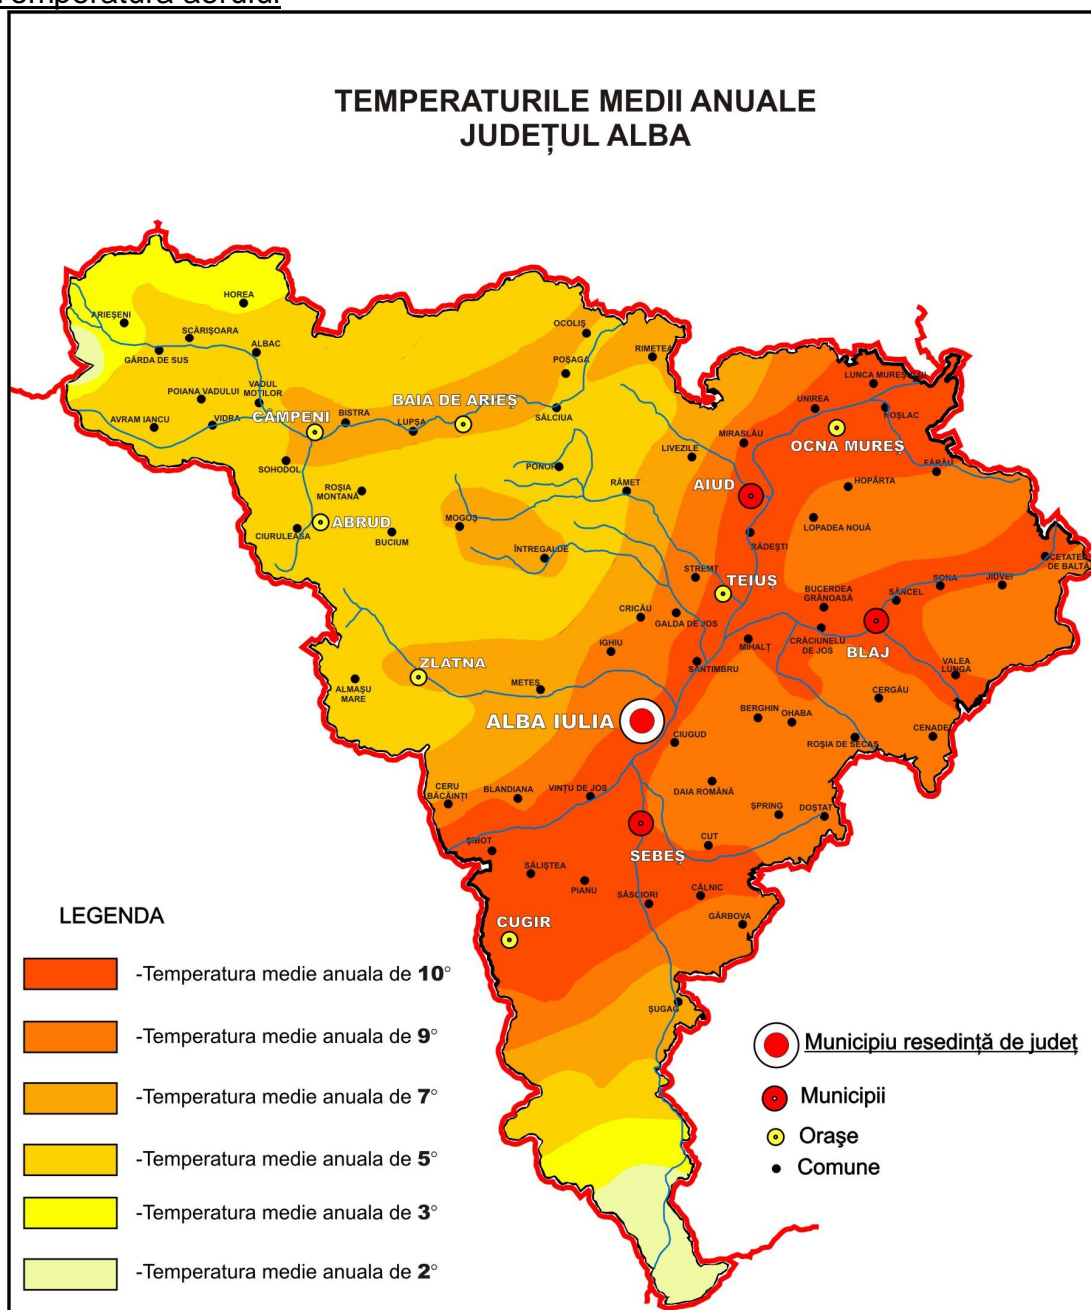 Temperatura aerului
TEMPERATURILE MEDII ANUALE
JUDEȚUL ALBA
HOREA
ARIEȘENI
SCĂRIȘOARA
GÂRDA DE SUS
ALBAC
OCOLIȘ
RIMETEA
POȘAGA
POIANA VADULUI
VADUL
MOȚILOR
AVRAM IANCU
VIDRA
CÂMPENI
BISTRA
LUPȘA
BAIA DE ARIEȘ
SĂLCIUA
LUNCA MUREȘULUI
UNIREA
NOȘLAC
OCNA MUREȘ
MIRASLĂU
LIVEZILE
SOHODOL
ROȘIA
MONTANĂ
PONOR
RÂMET
AIUD
HOPÂRTA
FĂRĂU
CIURULEASA
ABRUD
BUCIUM
MOGOȘ
LOPADEA NOUĂ
RĂDEȘTI
ÎNTREGALDE
STREMȚ
TEIUȘ
CETATEA
DE BALTĂ
BUCERDEA
GRÂNOASĂ
SÂNCEL
ȘONA
JIDVEI
CRICĂU
GALDA DE JOS
CRĂCIUNELU
DE JOS
BLAJ
MIHALȚ
IGHIU
ZLATNA
SÂNTIMBRU
VALEA
LUNGĂ
ALMAȘU
MARE
METEȘ
CERGĂU
ALBA IULIA
BERGHIN
OHABA
CIUGUD
ROȘIA DE SECAȘ
CENADE
CERU
BĂCĂINȚI
BLANDIANA
VINȚU DE JOS
DAIA ROMÂNĂ
ȘPRING
DOȘTAT
ȘIBOT
SEBEȘ
CUT
SĂLIȘTEA
PIANU
SĂSCIORI
CÂLNIC
GÂRBOVA
CUGIR
ȘUGAG
LEGENDA
-Temperatura medie anuala de 10°
-Temperatura medie anuala de 9°
-Temperatura medie anuala de 7°
-Temperatura medie anuala de 5°
-Temperatura medie anuala de 3°
-Temperatura medie anuala de 2°
Municipiu resedință de județ
Municipii
Orașe
Comune